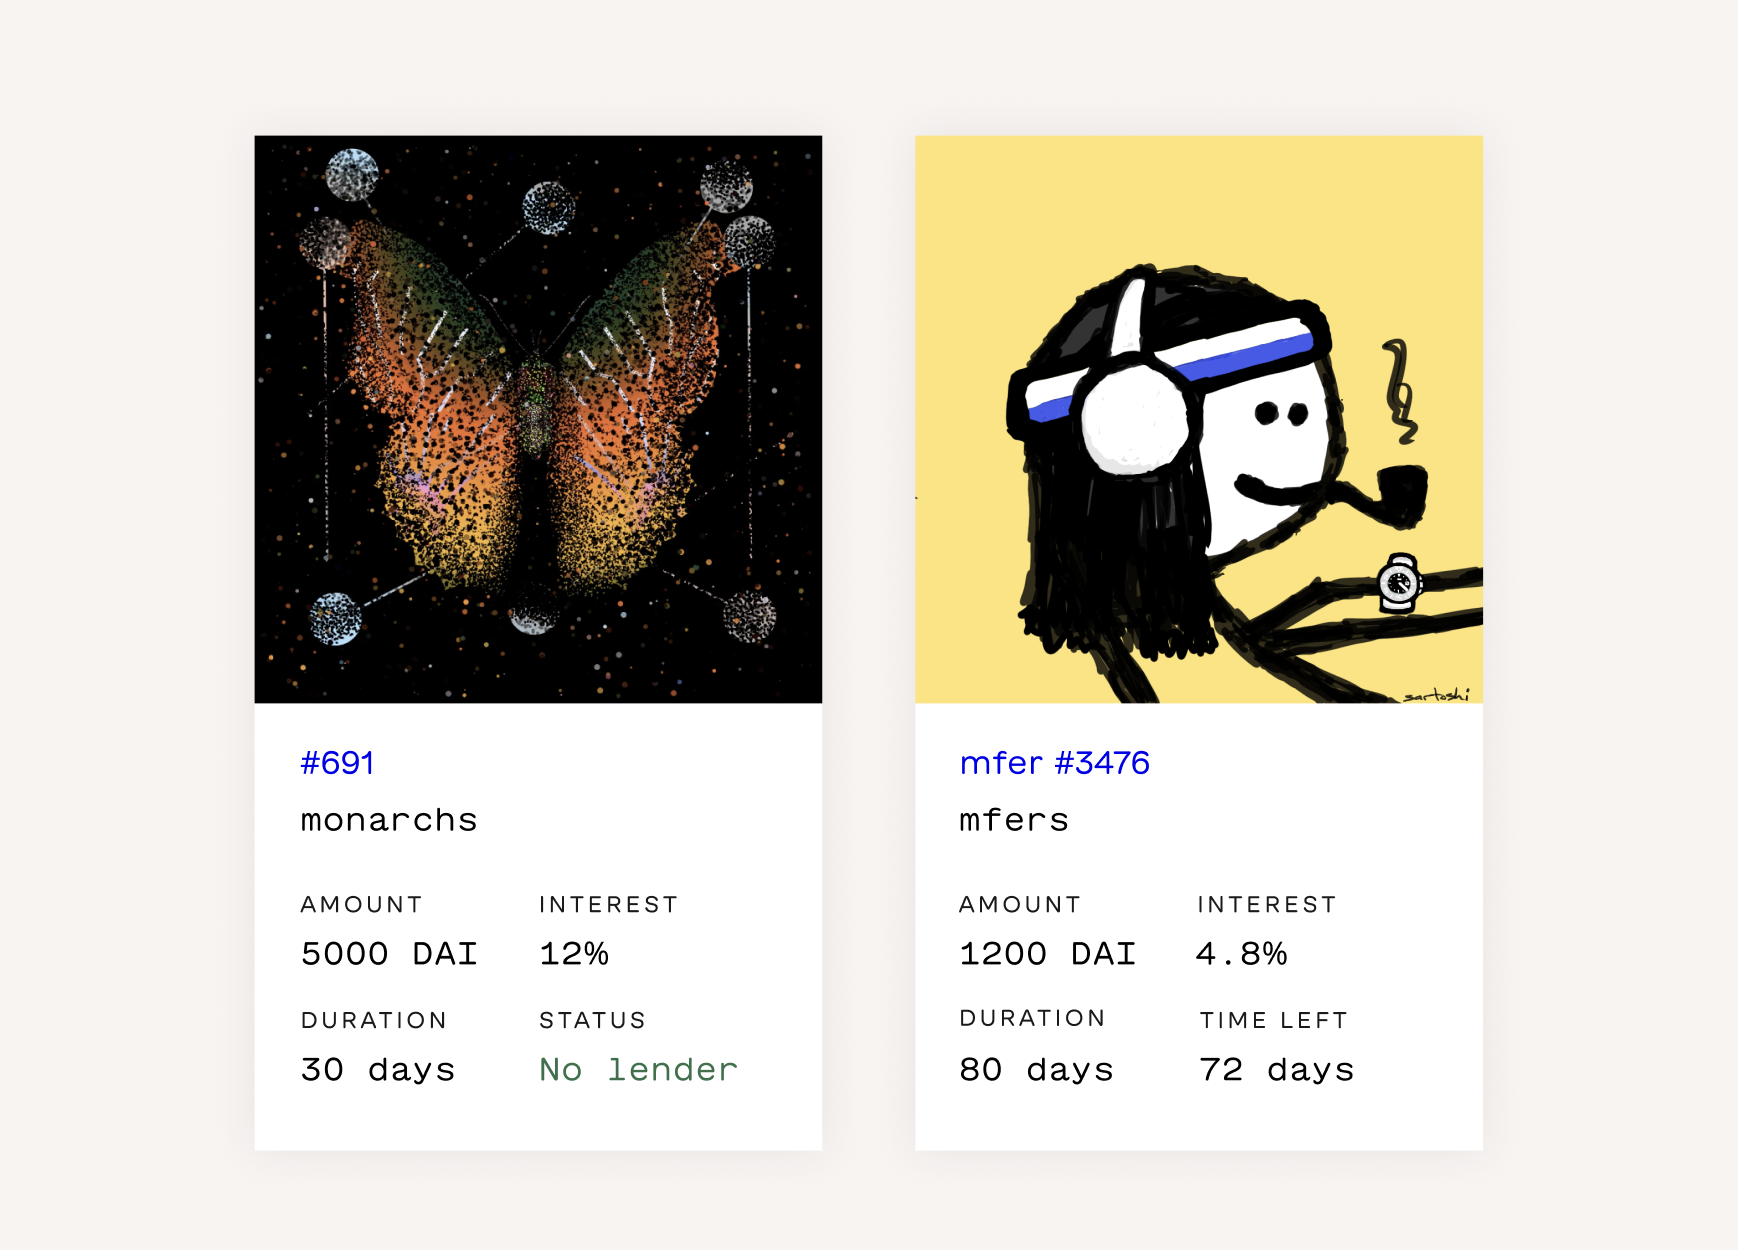 #691
monarchs
AMOUNT INTEREST
5000 DAI 12%
DURATION STATUS
30 days No lender
sartoshi
mfer #3476
mfers
AMOUNT INTEREST
1200 DAI 4.8%
DURATION TIME LEFT
80 days 72 days